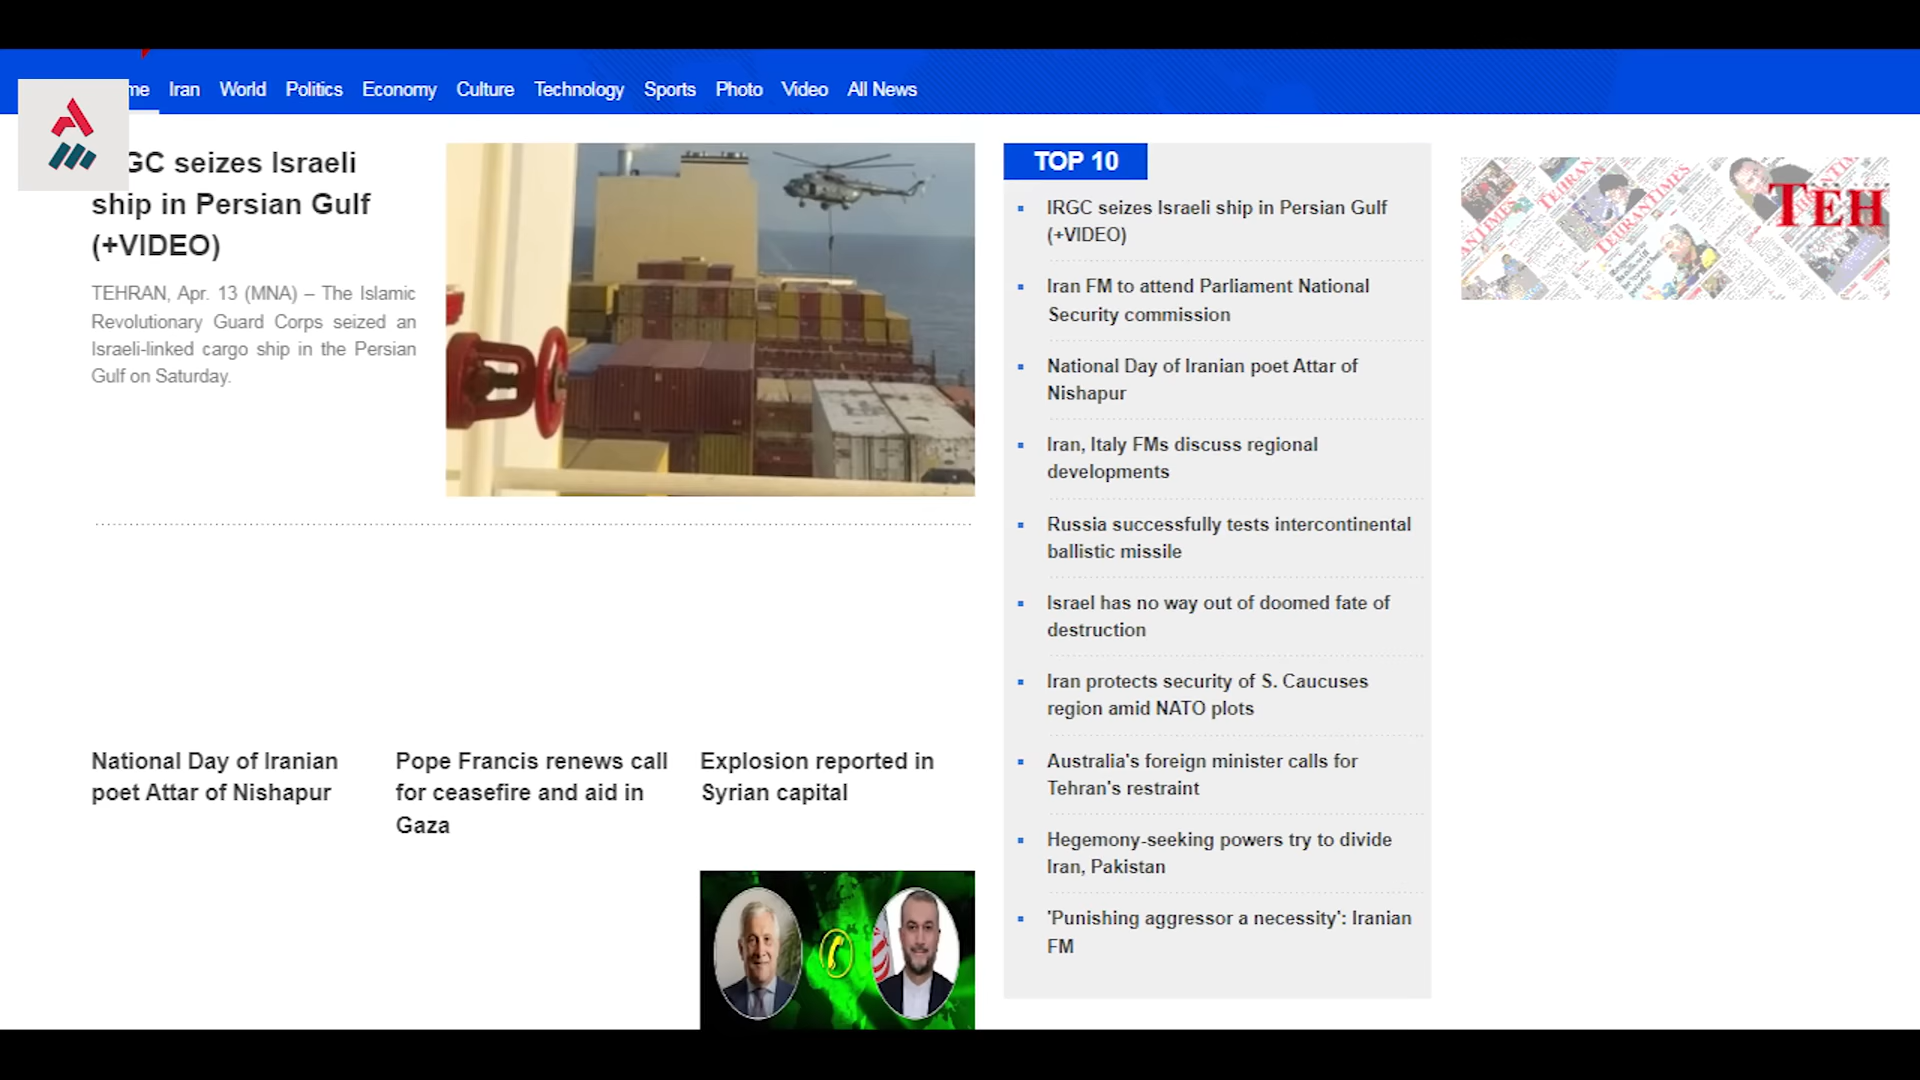 me Iran World Politics Economy Culture Technology Sports Photo Video All News
GC seizes Israeli
ship in Persian Gulf
(+VIDEO)
TEHRAN, Apr. 13 (MNA) – The Islamic
Revolutionary Guard Corps seized an
Israeli-linked cargo ship in the Persian
Gulf on Saturday.
National Day of Iranian
poet Attar of Nishapur
Pope Francis renews call
for ceasefire and aid in
Gaza
Explosion reported in
Syrian capital
TOP 10
IRGC seizes Israeli ship in Persian Gulf
(+VIDEO)
Iran FM to attend Parliament National
Security commission
National Day of Iranian poet Attar of
Nishapur
Iran, Italy FMs discuss regional
developments
Russia successfully tests intercontinental
ballistic missile
Israel has no way out of doomed fate of
destruction
Iran protects security of S. Caucuses
region amid NATO plots
Australia's foreign minister calls for
Tehran's restraint
Hegemony-seeking powers try to divide
Iran, Pakistan
'Punishing aggressor a necessity': Iranian
FM
TEH
TEHRAN
TEHRAN TIMES